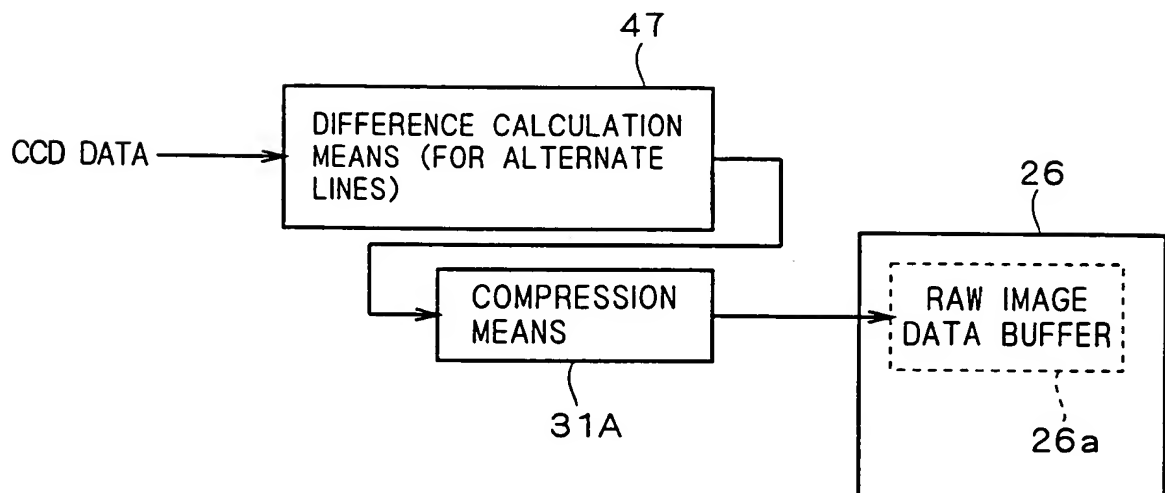 47
DIFFERENCE CALCULATION
MEANS (FOR ALTERNATE
LINES)
CCD DATA
26
COMPRESSION
MEANS
RAW IMAGE
DATA BUFFER
31A
26a